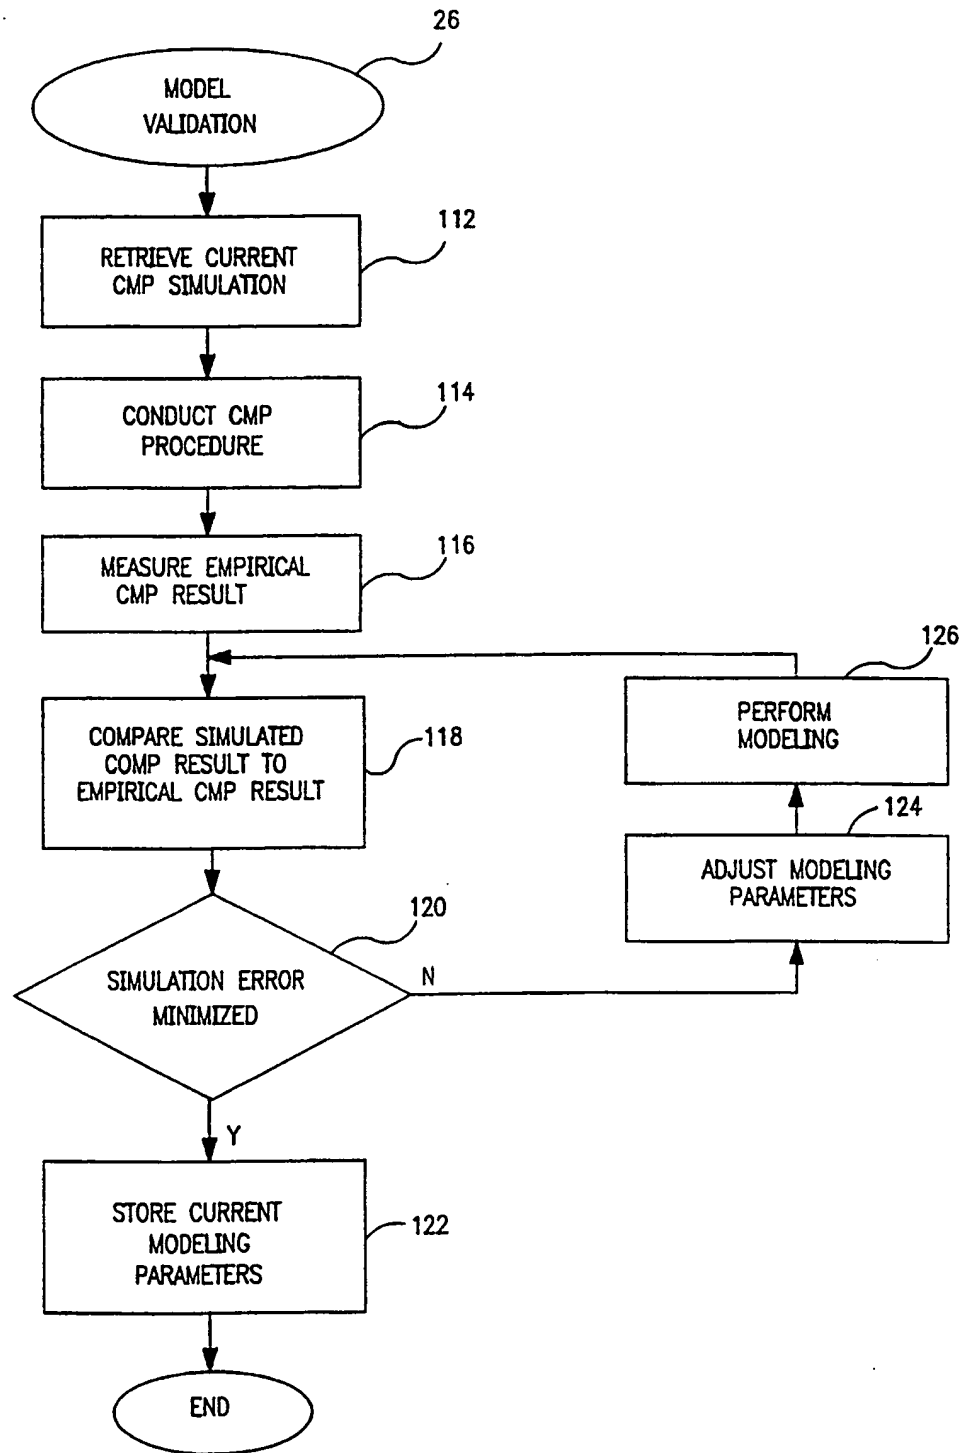 26
MODEL
VALIDATION
112
RETRIEVE CURRENT
CMP SIMULATION
114
CONDUCT CMP
PROCEDURE
116
MEASURE EMPIRICAL
CMP RESULT
126
PERFORM
MODELING
118
COMPARE SIMULATED
COMP RESULT TO
EMPIRICAL CMP RESULT
124
ADJUST MODELING
PARAMETERS
120
SIMULATION ERROR
MINIMIZED
N
Y
122
STORE CURRENT
MODELING
PARAMETERS
END